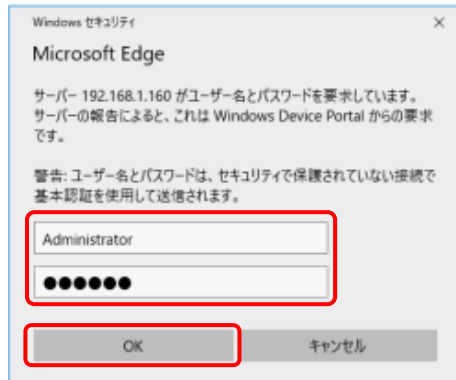 Windows セキュリティ
Microsoft Edge
サーバー 192.168.1.160 がユーザー名とパスワードを要求しています。
サーバーの報告によると、これは Windows Device Portal からの要求
です。
警告: ユーザー名とパスワードは、セキュリティで保護されていない接続で
基本認証を使用して送信されます。
Administrator
●●●●●●
OK
キャンセル